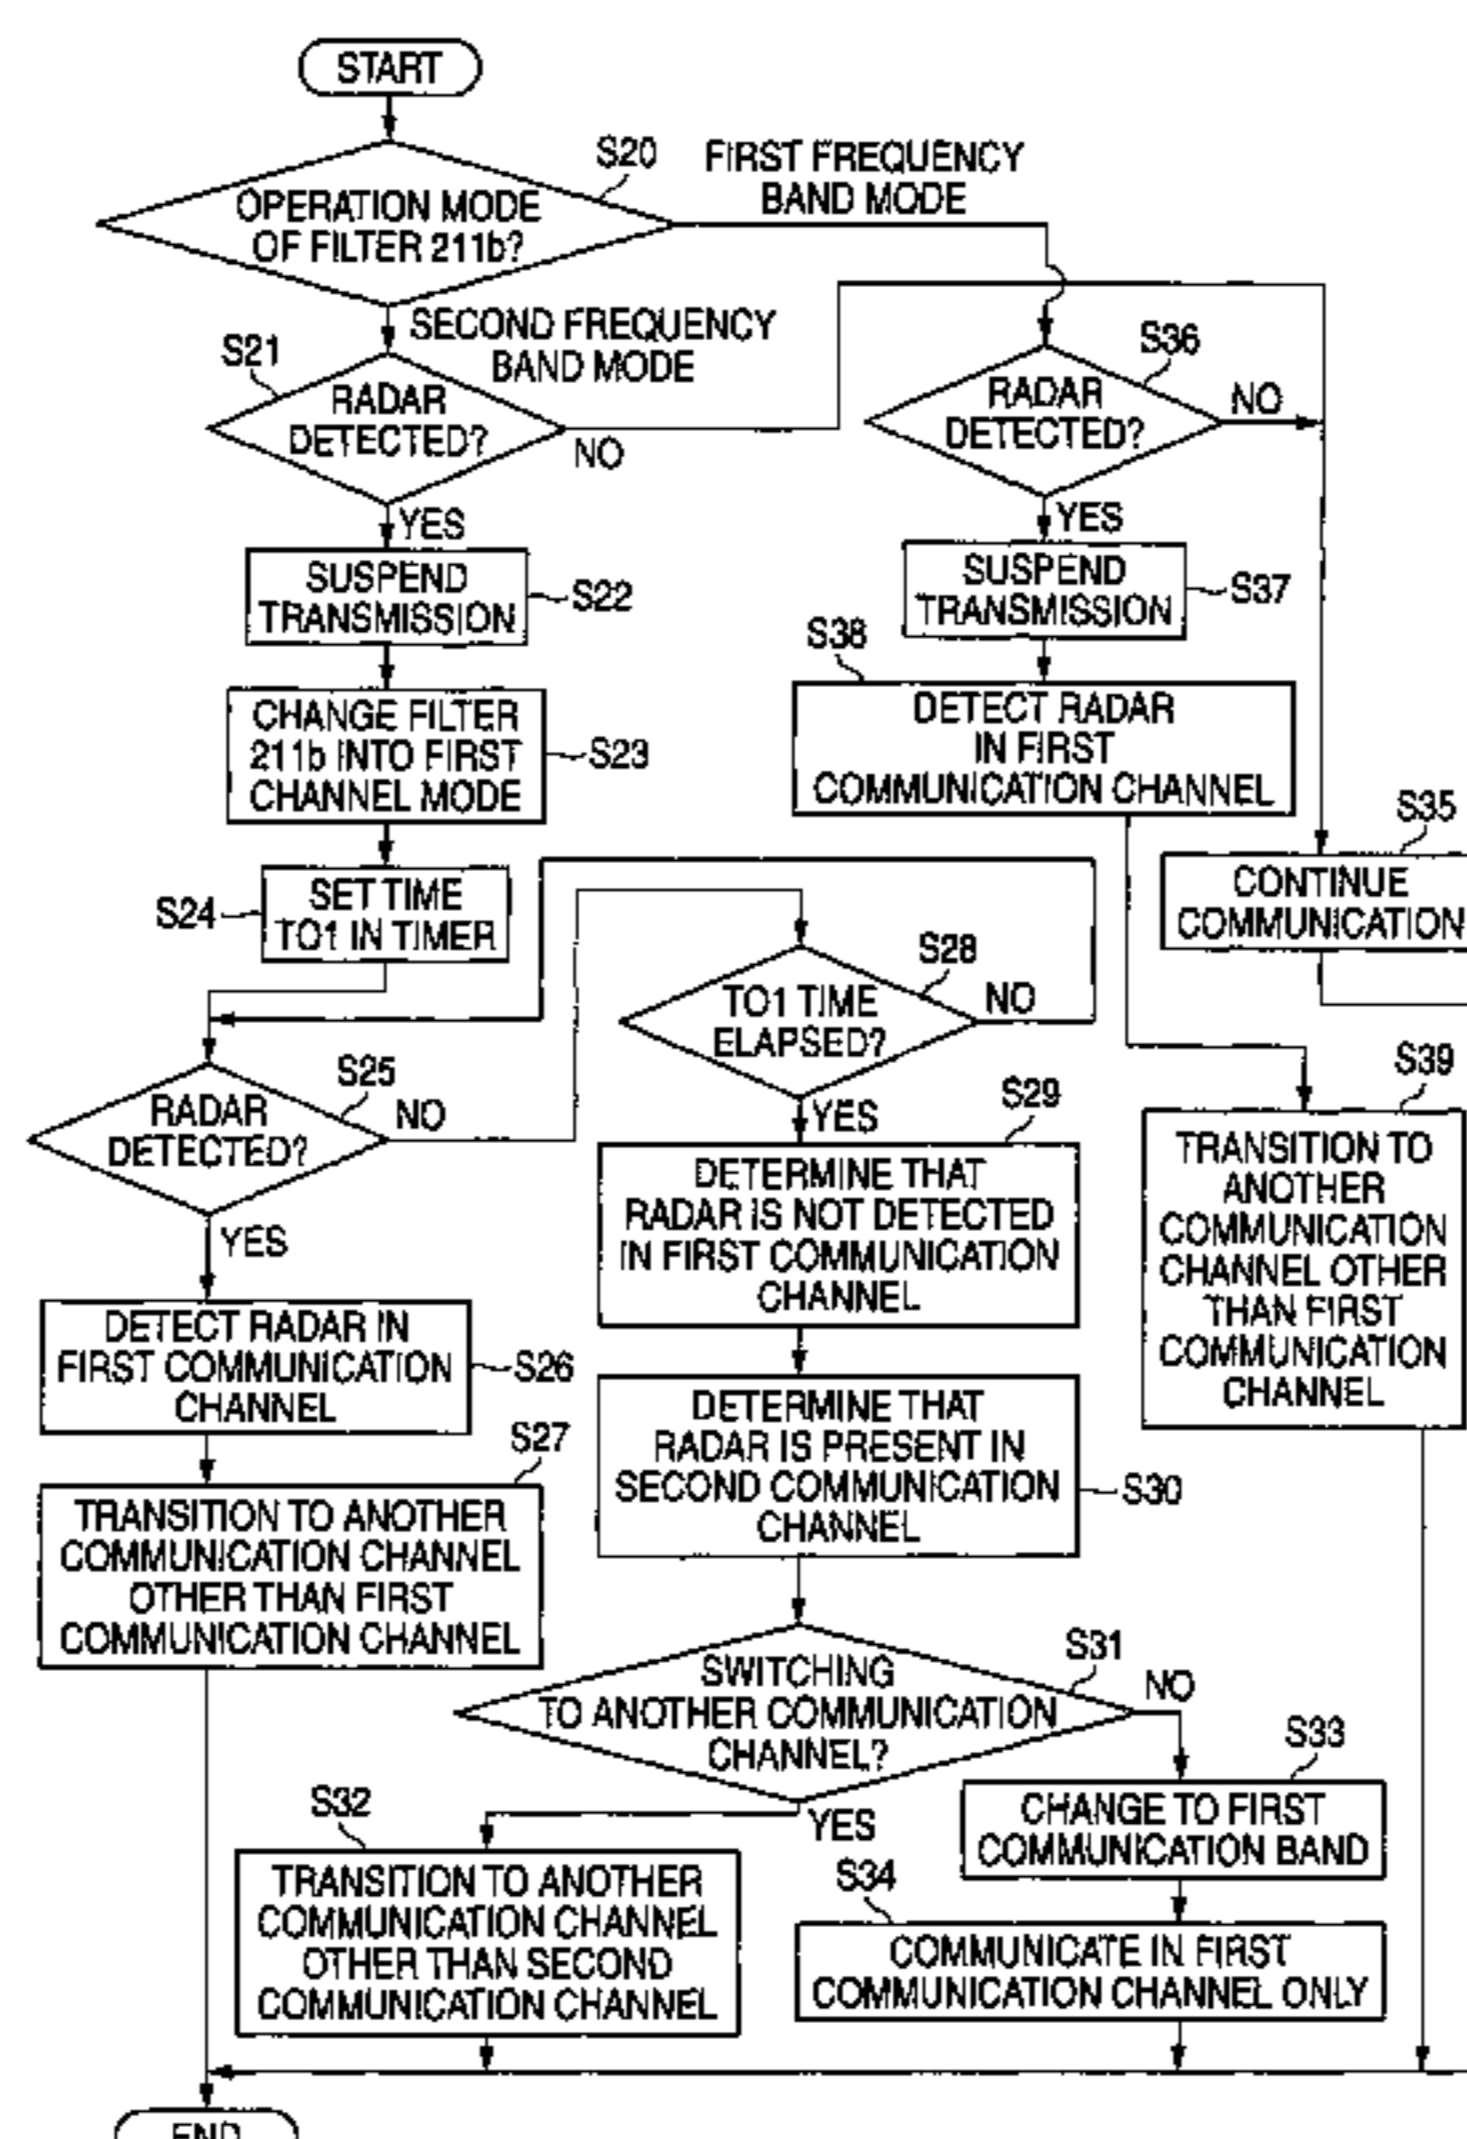 START
S20
FIRST FREQUENCY
BAND MODE
OPERATION MODE
OF FILTER 211b?
SECOND FREQUENCY
BAND MODE
S21
RADAR
DETECTED?
NO
YES
S36
RADAR
DETECTED?
NO
YES
SUSPEND
TRANSMISSION
S22
SUSPEND
TRANSMISSION
S37
S38
DETECT RADAR
IN FIRST
COMMUNICATION CHANNEL
CHANGE FILTER
211b INTO FIRST
CHANNEL MODE
S23
S35
CONTINUE
COMMUNICATION
S24
SET TIME
TO1 IN TIMER
S28
TO1 TIME
ELAPSED?
NO
YES
S25
RADAR
DETECTED?
NO
YES
S29
DETERMINE THAT
RADAR IS NOT DETECTED
IN FIRST COMMUNICATION
CHANNEL
S39
TRANSITION TO
ANOTHER
COMMUNICATION
CHANNEL OTHER
THAN FIRST
COMMUNICATION
CHANNEL
DETECT RADAR IN
FIRST COMMUNICATION
CHANNEL
S26
DETERMINE THAT
RADAR IS PRESENT IN
SECOND COMMUNICATION
CHANNEL
S30
S27
TRANSITION TO ANOTHER
COMMUNICATION CHANNEL
OTHER THAN FIRST
COMMUNICATION CHANNEL
S31
SWITCHING
TO ANOTHER COMMUNICATION
CHANNEL?
NO
YES
S33
CHANGE TO FIRST
COMMUNICATION BAND
S32
TRANSITION TO ANOTHER
COMMUNICATION CHANNEL
OTHER THAN SECOND
COMMUNICATION CHANNEL
S34
COMMUNICATE IN FIRST
COMMUNICATION CHANNEL ONLY
END